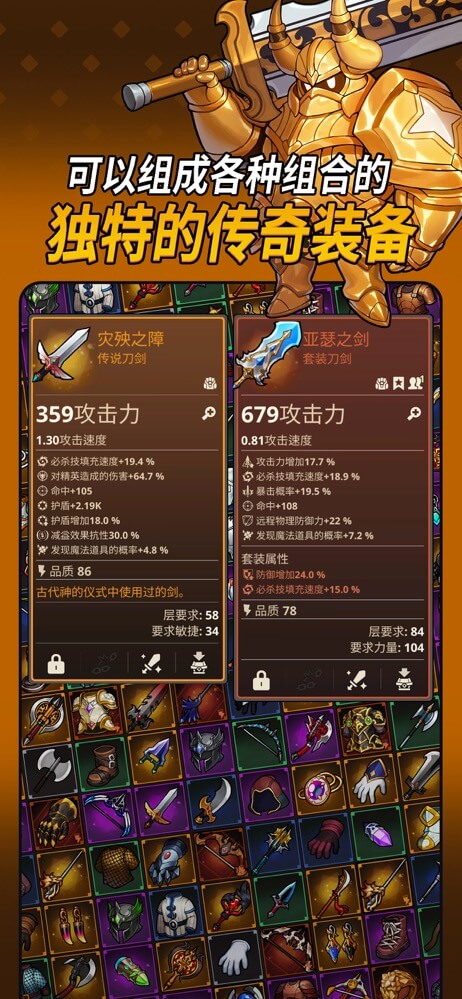 可以组成各种组合的
独特的传奇装备
灾殃之障
传说刀剑
359攻击力
1.30攻击速度
必杀技填充速度+19.4 %
对精英造成的伤害+64.7 %
命中+105
护盾+2.19K
护盾增加18.0 %
减益效果抗性30.0 %
发现魔法道具的概率+4.8 %
品质 86
古代神的仪式中使用过的剑。
层要求: 58
要求敏捷: 34
亚瑟之剑
套装刀剑
679攻击力
0.81攻击速度
攻击力增加17.7 %
必杀技填充速度+18.9 %
暴击概率+19.5 %
命中+108
远程物理防御力+22 %
发现魔法道具的概率+7.2 %
套装属性
防御增加24.0 %
必杀技填充速度+15.0 %
品质 78
层要求: 84
要求力量: 104